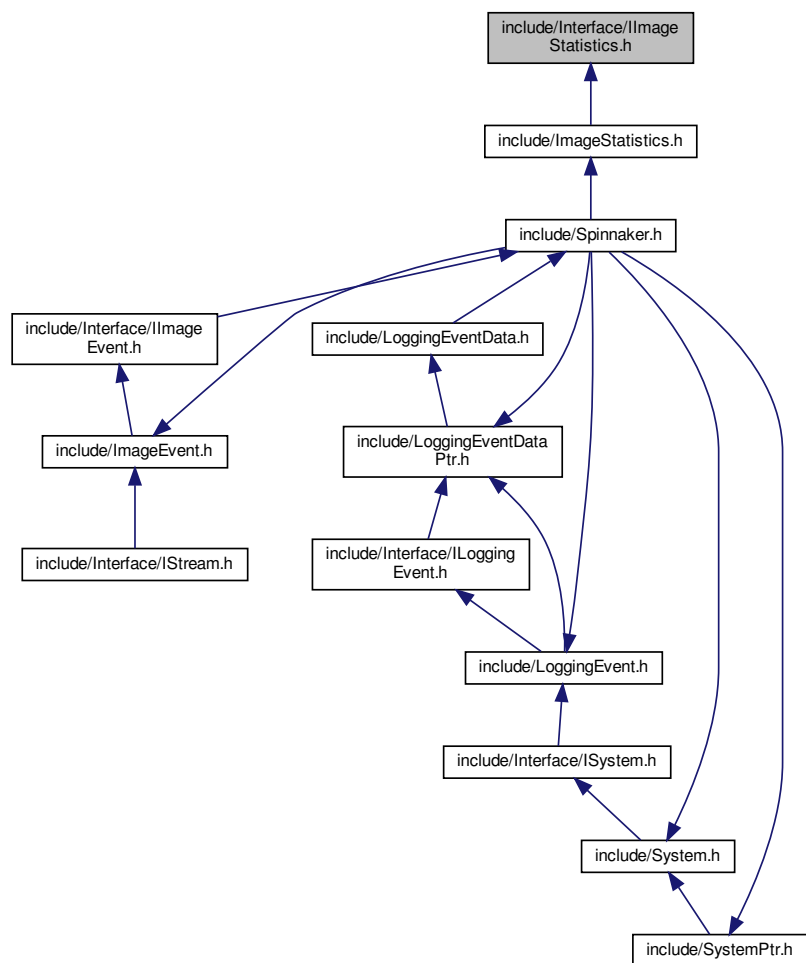 include/Interface/IImage
Statistics.h
include/ImageStatistics.h
include/Spinnaker.h
include/Interface/IImage
Event.h
include/LoggingEventData.h
include/ImageEvent.h
include/LoggingEventData
Ptr.h
include/Interface/IStream.h
include/Interface/ILogging
Event.h
include/LoggingEvent.h
include/Interface/ISystem.h
include/System.h
include/SystemPtr.h